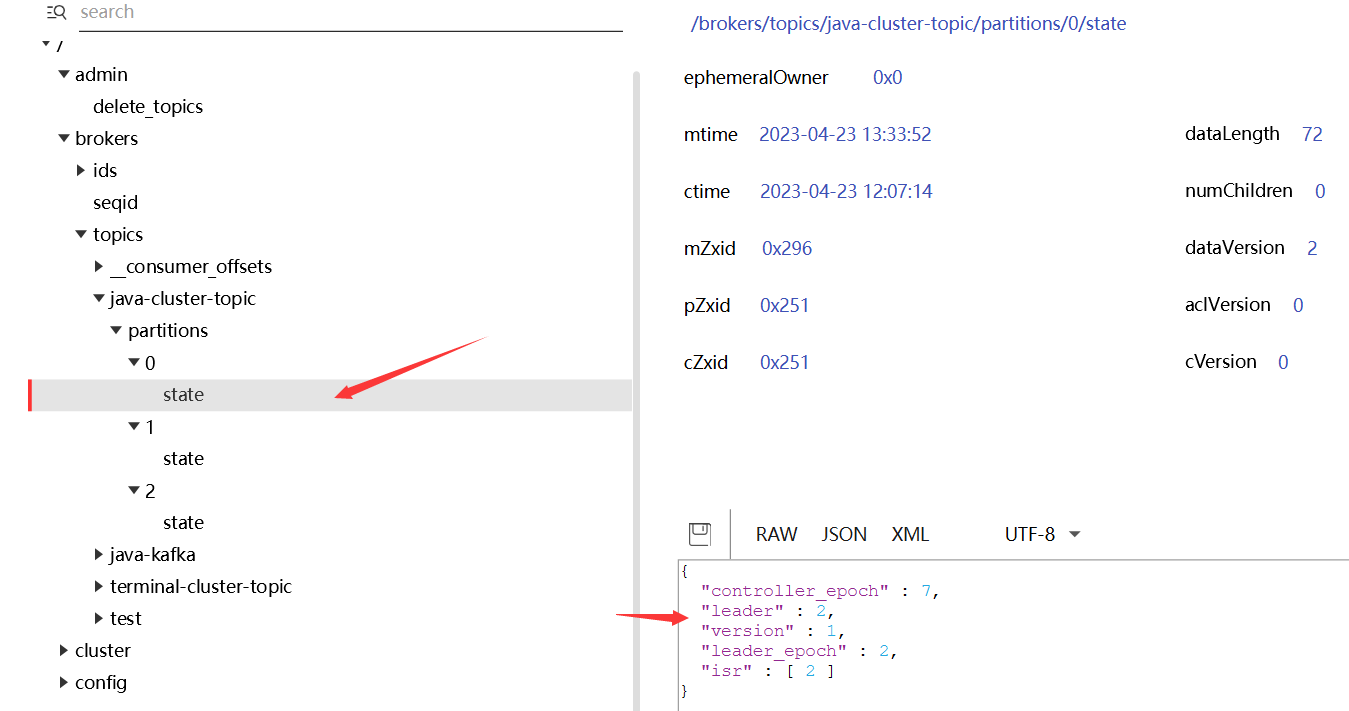 search
/
admin
delete_topics
brokers
ids
seqid
topics
__consumer_offsets
java-cluster-topic
partitions
0
state
1
state
2
state
java-kafka
terminal-cluster-topic
test
cluster
config
/brokers/topics/java-cluster-topic/partitions/0/state
ephemeralOwner 0x0
mtime 2023-04-23 13:33:52 dataLength 72
ctime 2023-04-23 12:07:14 numChildren 0
mZxid 0x296 dataVersion 2
pZxid 0x251 aclVersion 0
cZxid 0x251 cVersion 0
RAW JSON XML UTF-8
{
"controller_epoch" : 7,
"leader" : 2,
"version" : 1,
"leader_epoch" : 2,
"isr" : [ 2 ]
}